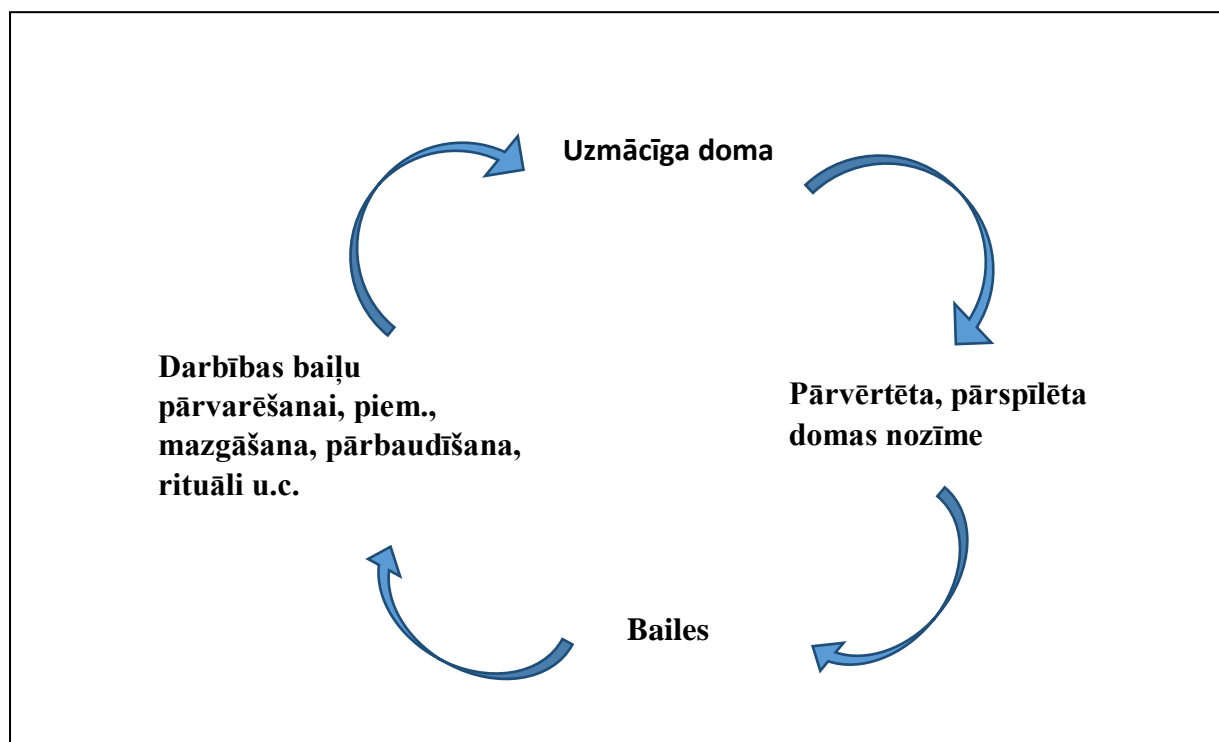 Uzmācīga doma
Pārvērtēta, pārspīlēta
domas nozīme
Bailes
Darbības baiļu
pārvarēšanai, piem.,
mazgāšana, pārbaudīšana,
rituāli u.c.